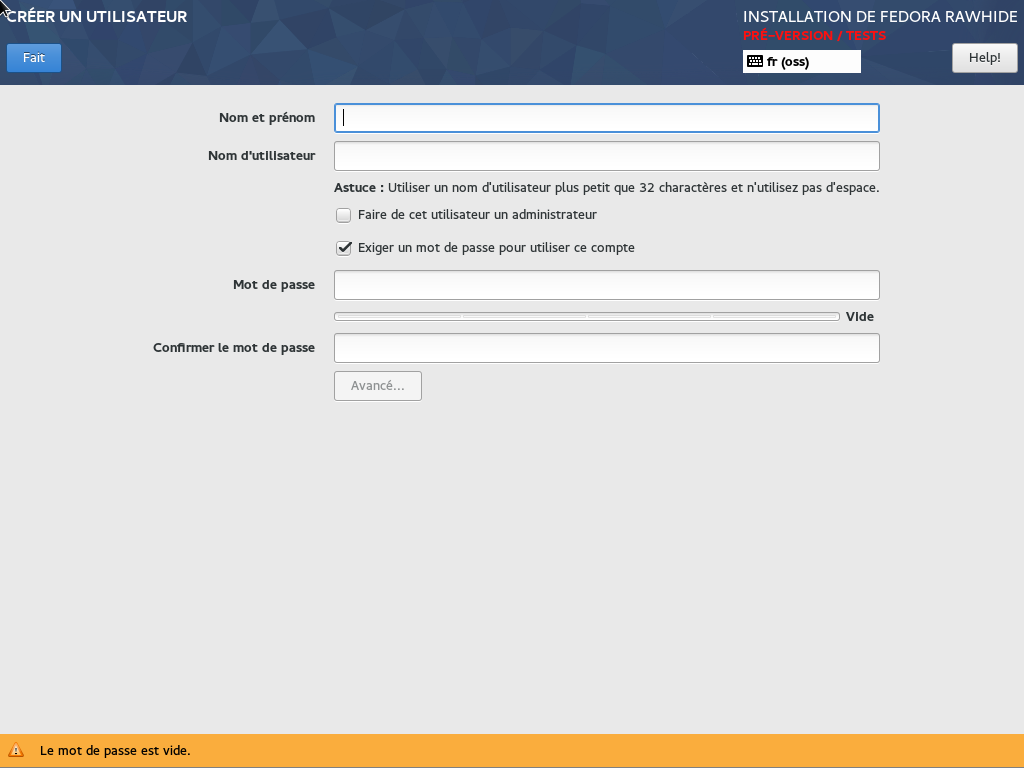 CRÉER UN UTILISATEUR
INSTALLATION DE FEDORA RAWHIDE
PRÉ-VERSION / TESTS
Fait
fr (oss)
Help!
Nom et prénom
Nom d'utilisateur
Astuce : Utiliser un nom d'utilisateur plus petit que 32 charactères et n'utilisez pas d'espace.
Faire de cet utilisateur un administrateur
Exiger un mot de passe pour utiliser ce compte
Mot de passe
Vide
Confirmer le mot de passe
Avancé...
Le mot de passe est vide.